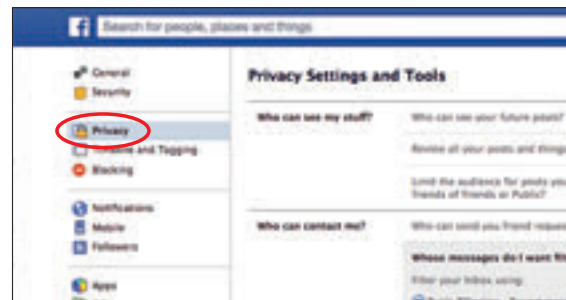 f
Search for people, places and things
General
Security
Privacy
Timeline and Tagging
Blocking
Notifications
Mobile
Followers
Apps
Privacy Settings and Tools
Who can see my stuff?
Who can see your future posts?
Review all your posts and things
Limit the audience for posts you
friends of friends or Public?
Who can contact me?
Who can send you friend requests
Whose messages do I want
Filter your Inbox using: